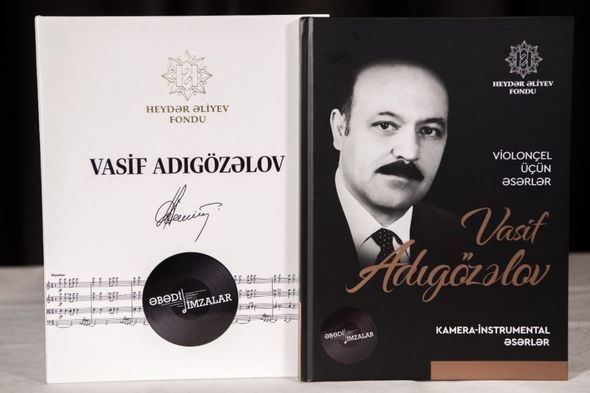 HEYDƏR ƏLİYEV
FONDU
VASİF ADIGÖZƏLOV
ƏBƏDİ
İMZALAR
HEYDƏR ƏLİYEV
FONDU
VİOLONÇEL
ÜÇÜN
ƏSƏRLƏR
Vasif
Adıgözəlov
ƏBƏDİ
İMZALAR
KAMERA-İNSTRUMENTAL
ƏSƏRLƏR